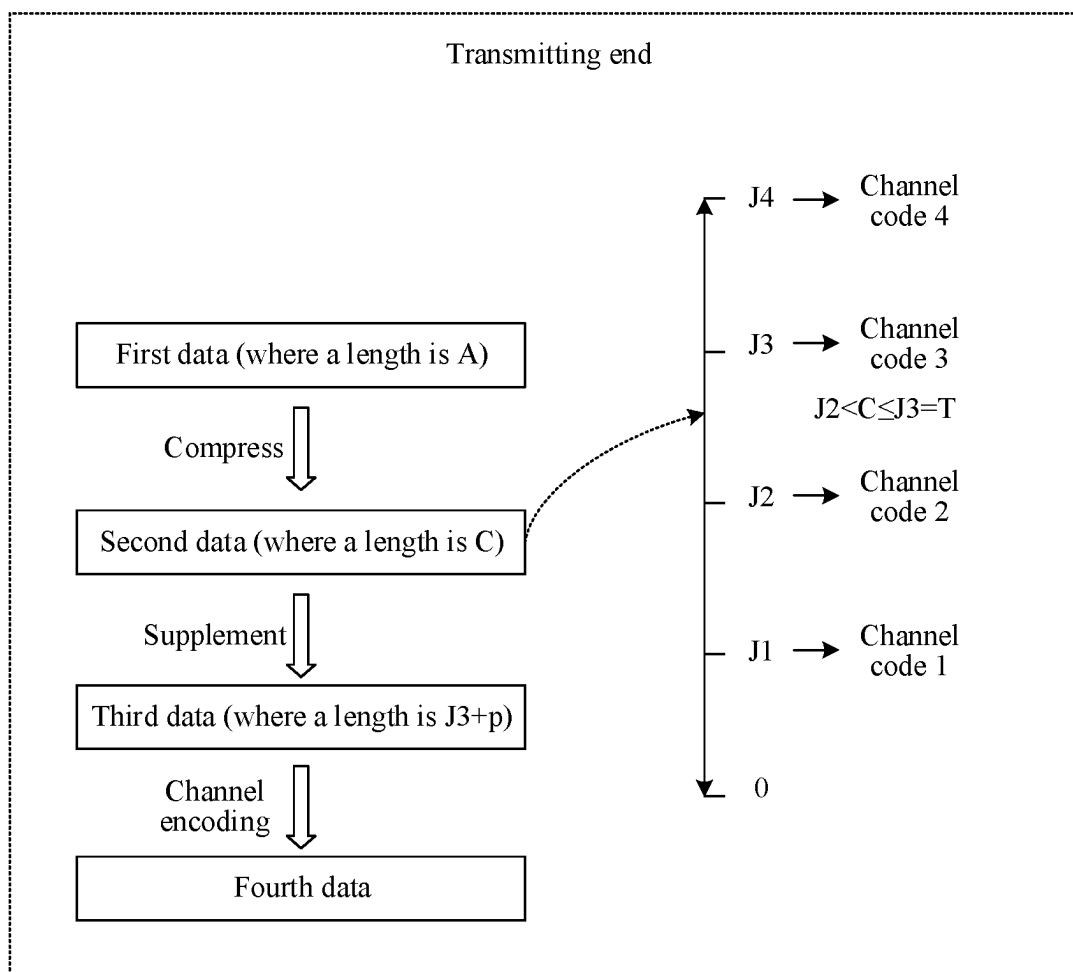 Transmitting end
First data (where a length is A)
Compress
Second data (where a length is C)
Supplement
Third data (where a length is J3+p)
Channel
encoding
Fourth data
J4
Channel
code 4
J3
Channel
code 3
J2<C≤J3=T
J2
Channel
code 2
J1
Channel
code 1
0